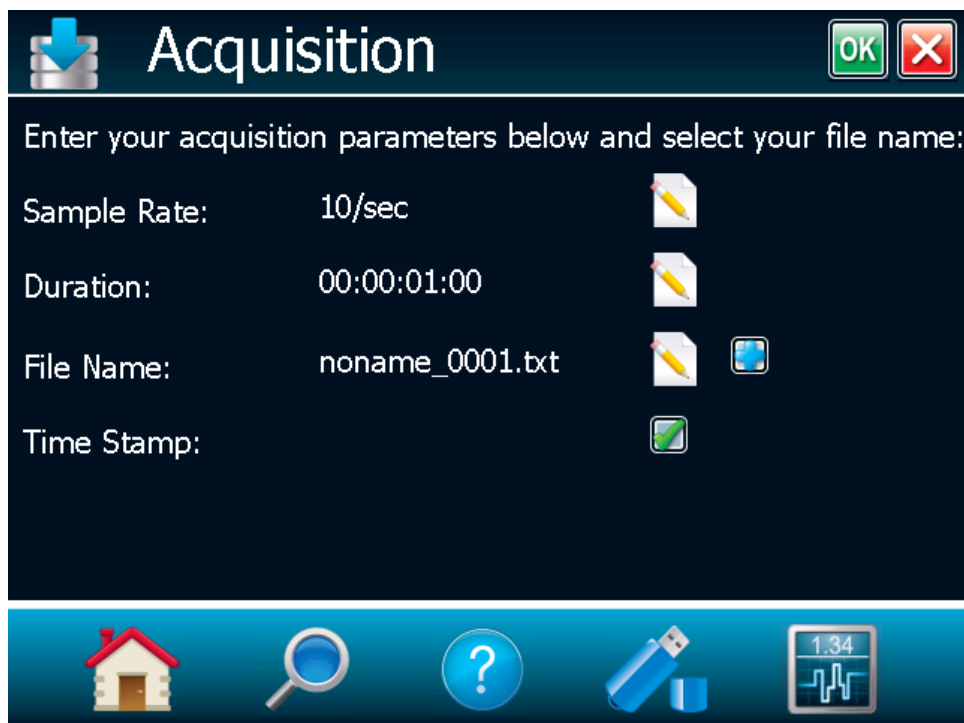 Acquisition
OK
Enter your acquisition parameters below and select your file name:
Sample Rate: 10/sec
Duration: 00:00:01:00
File Name: noname_0001.txt
Time Stamp:
?
1.34